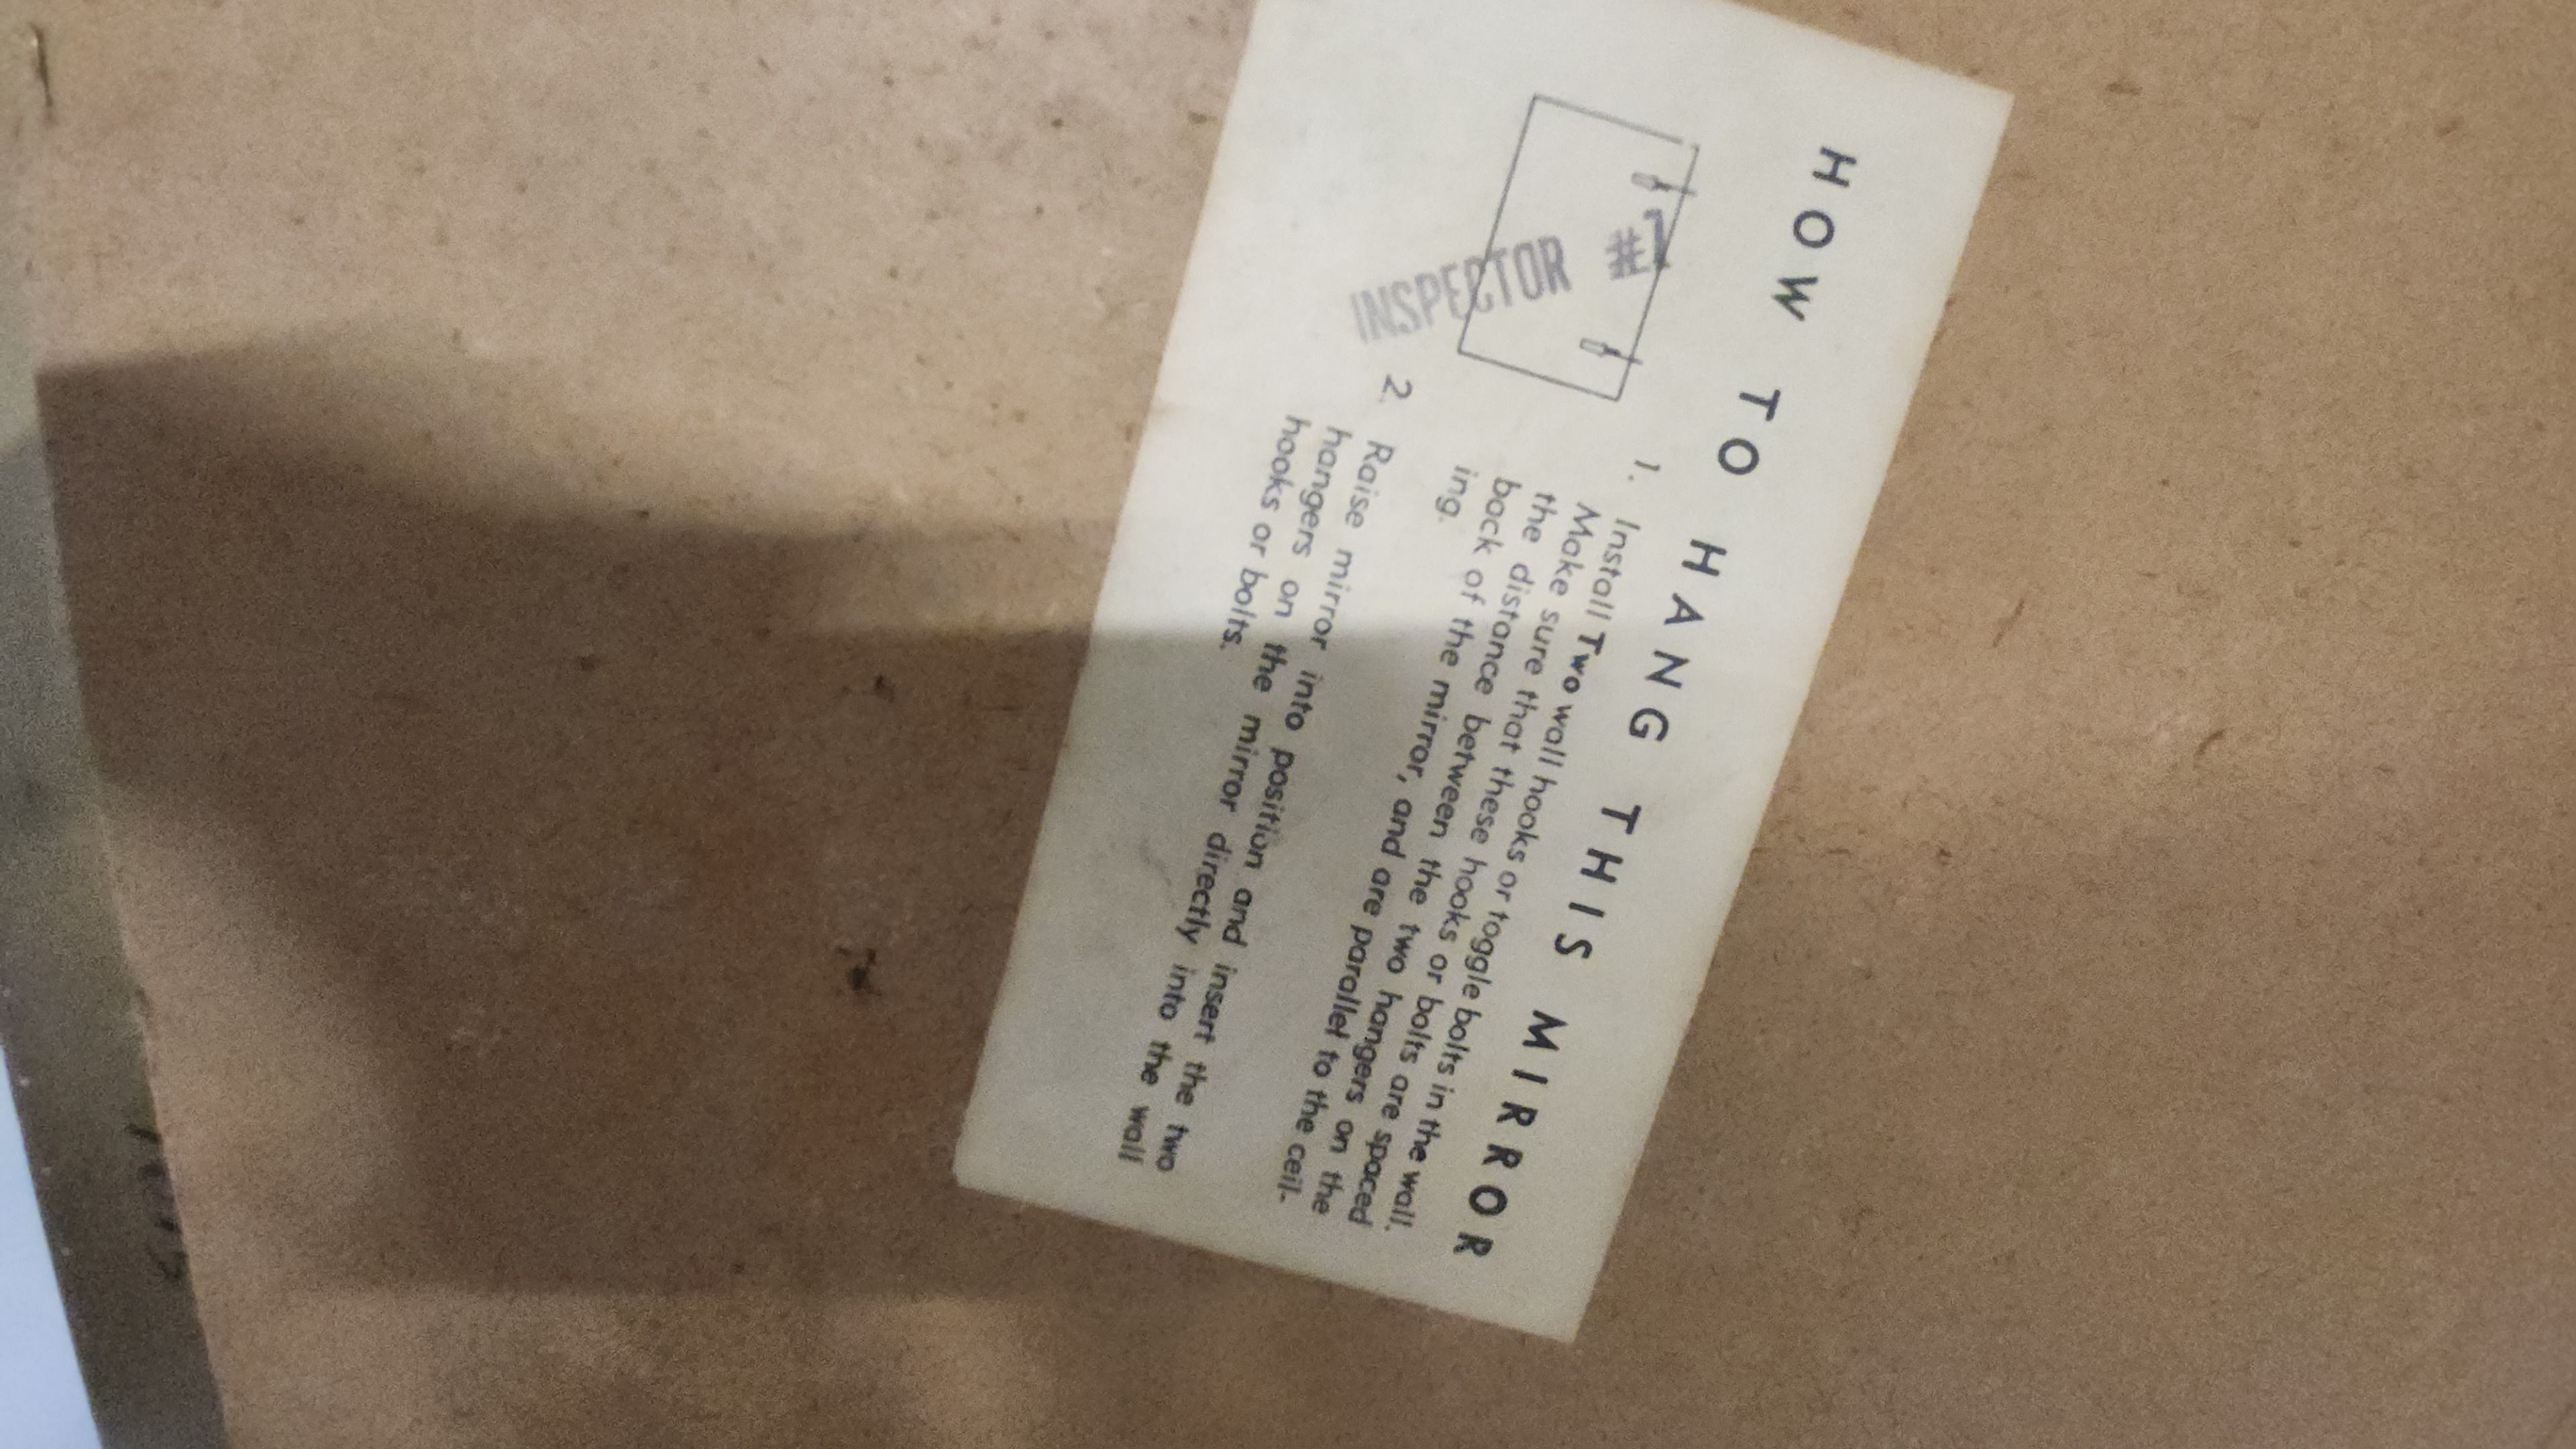 HOW TO HANG THIS MIRROR
1. Install Two wall hooks or toggle bolts in the wall.
Make sure that these hooks or bolts are spaced
the distance between the two hangers on the
back of the mirror, and are parallel to the ceil-
ing.
2. Raise mirror into position and insert the two
hangers on the mirror directly into the wall
hooks or bolts.
INSPECTOR #1